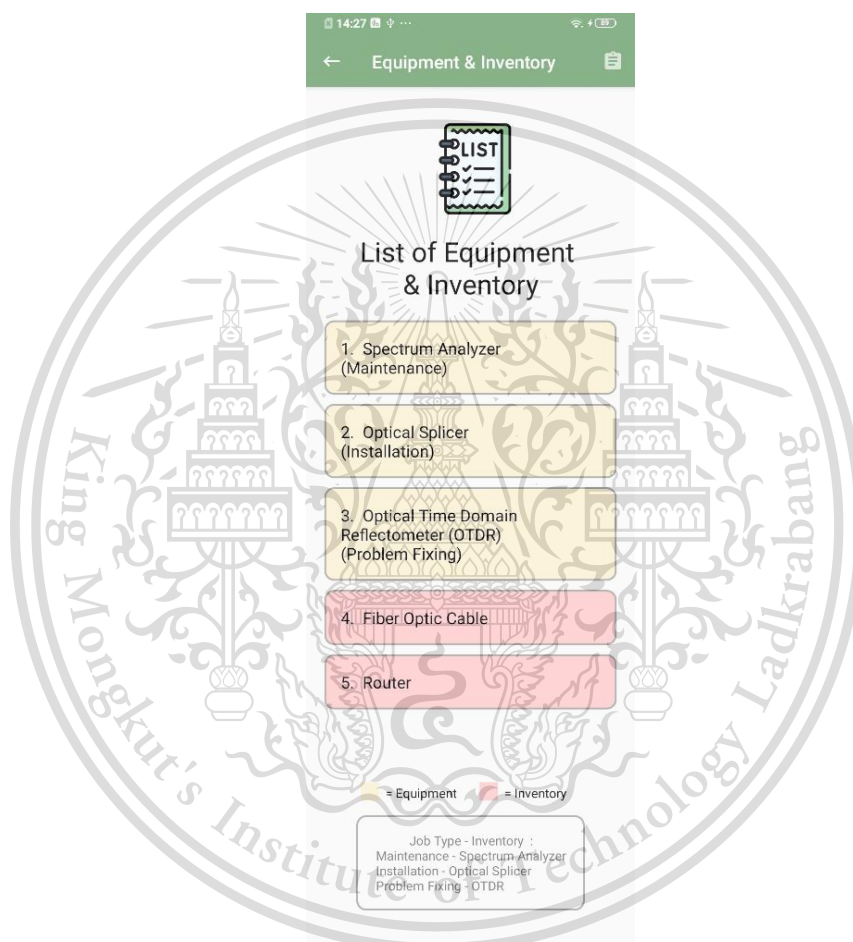 14:27
89
Equipment & Inventory
LIST
List of Equipment
& Inventory
1. Spectrum Analyzer
(Maintenance)
2. Optical Splicer
(Installation)
3. Optical Time Domain
Reflectometer (OTDR)
(Problem Fixing)
4. Fiber Optic Cable
5. Router
= Equipment
= Inventory
Job Type - Inventory :
Maintenance - Spectrum Analyzer
Installation - Optical Splicer
Problem Fixing - OTDR
King Mongkut's Institute of Technology Ladkrabang